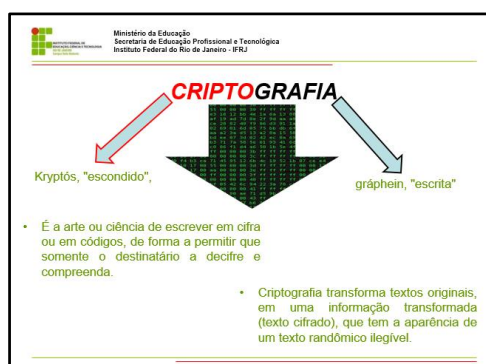 Ministério da Educação
Secretaria de Educação Profissional e Tecnológica
Instituto Federal do Rio de Janeiro - IFRJ
CRIPTOGRAFIA
Kryptós, "escondido",
gráphein, "escrita"
• É a arte ou ciência de escrever em cifra
ou em códigos, de forma a permitir que
somente o destinatário a decifre e
compreenda.
• Criptografia transforma textos originais,
em uma informação transformada
(texto cifrado), que tem a aparência de
um texto randômico ilegível.